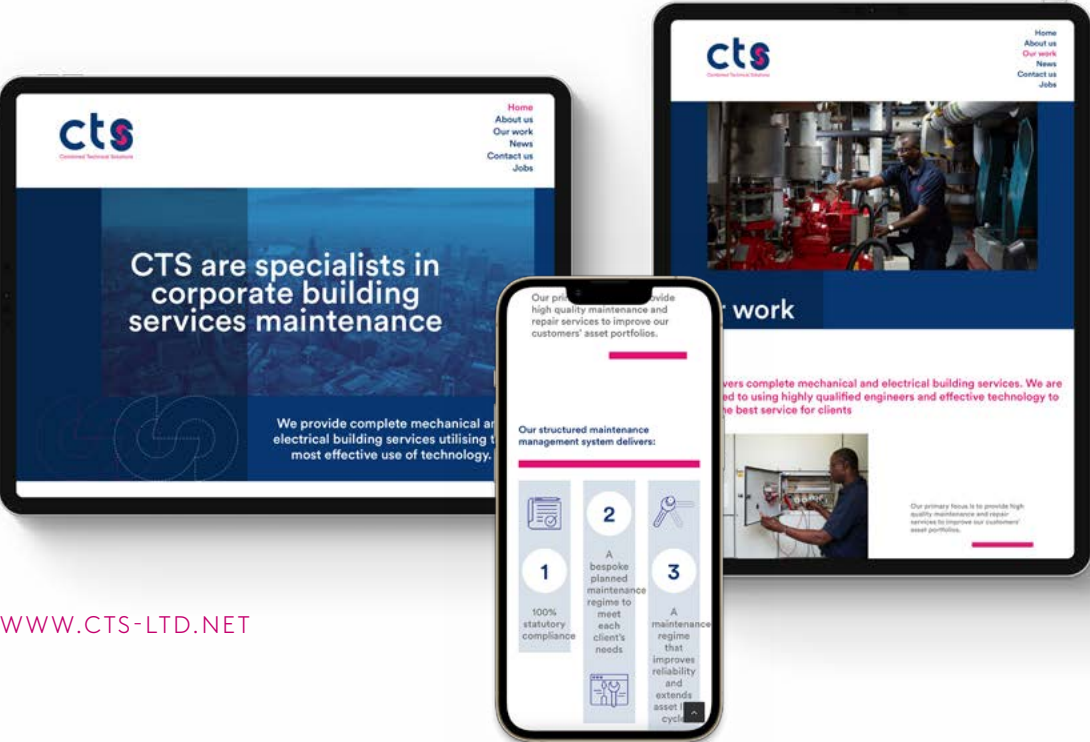 cts
Combined Technical Solutions
Home
About us
Our work
News
Contact us
Jobs
CTS are specialists in
corporate building
services maintenance
We provide complete mechanical
electrical building services utilising
most effective use of technology.
cts
Combined Technical Solutions
Home
About us
Our work
News
Contact us
Jobs
work
complete mechanical and electrical building services. We are
to using highly qualified engineers and effective technology to
best service for clients
Our primary focus is to provide high
quality maintenance and repair
services to improve our customers'
asset portfolios.
Our
high quality maintenance and
repair services to improve our
customers' asset portfolios.
Our structured maintenance
management system delivers:
1
100%
statutory
compliance
2
A
bespoke
planned
maintenance
regime to
meet
each
client's
needs
3
A
maintenance
regime
that
improves
reliability
and
extends
asset
WWW.CTS-LTD.NET